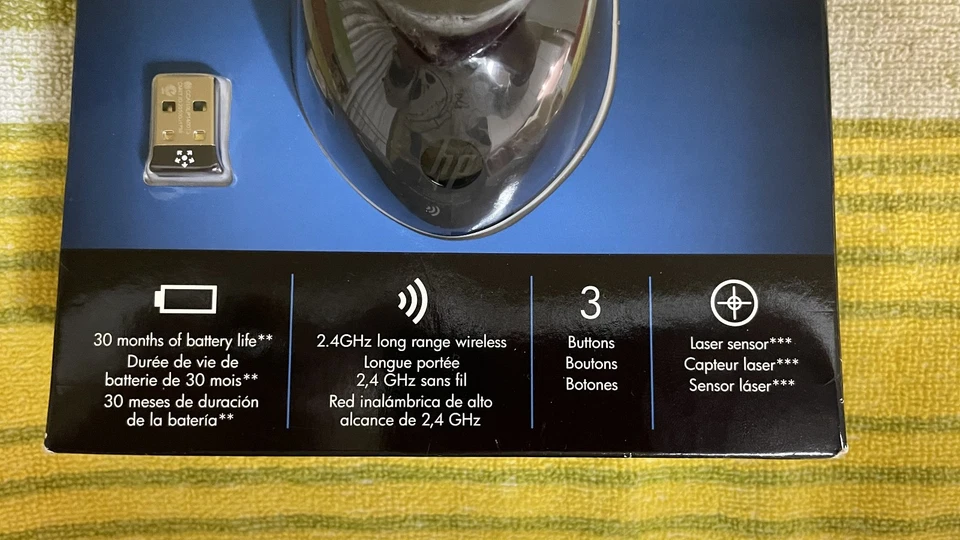 hp
30 months of battery life**
Durée de vie de
batterie de 30 mois**
30 meses de duración
de la batería**
2.4GHz long range wireless
Longue portée
2,4 GHz sans fil
Red inalámbrica de alto
alcance de 2,4 GHz
3
Buttons
Boutons
Botones
Laser sensor***
Capteur laser***
Sensor láser***